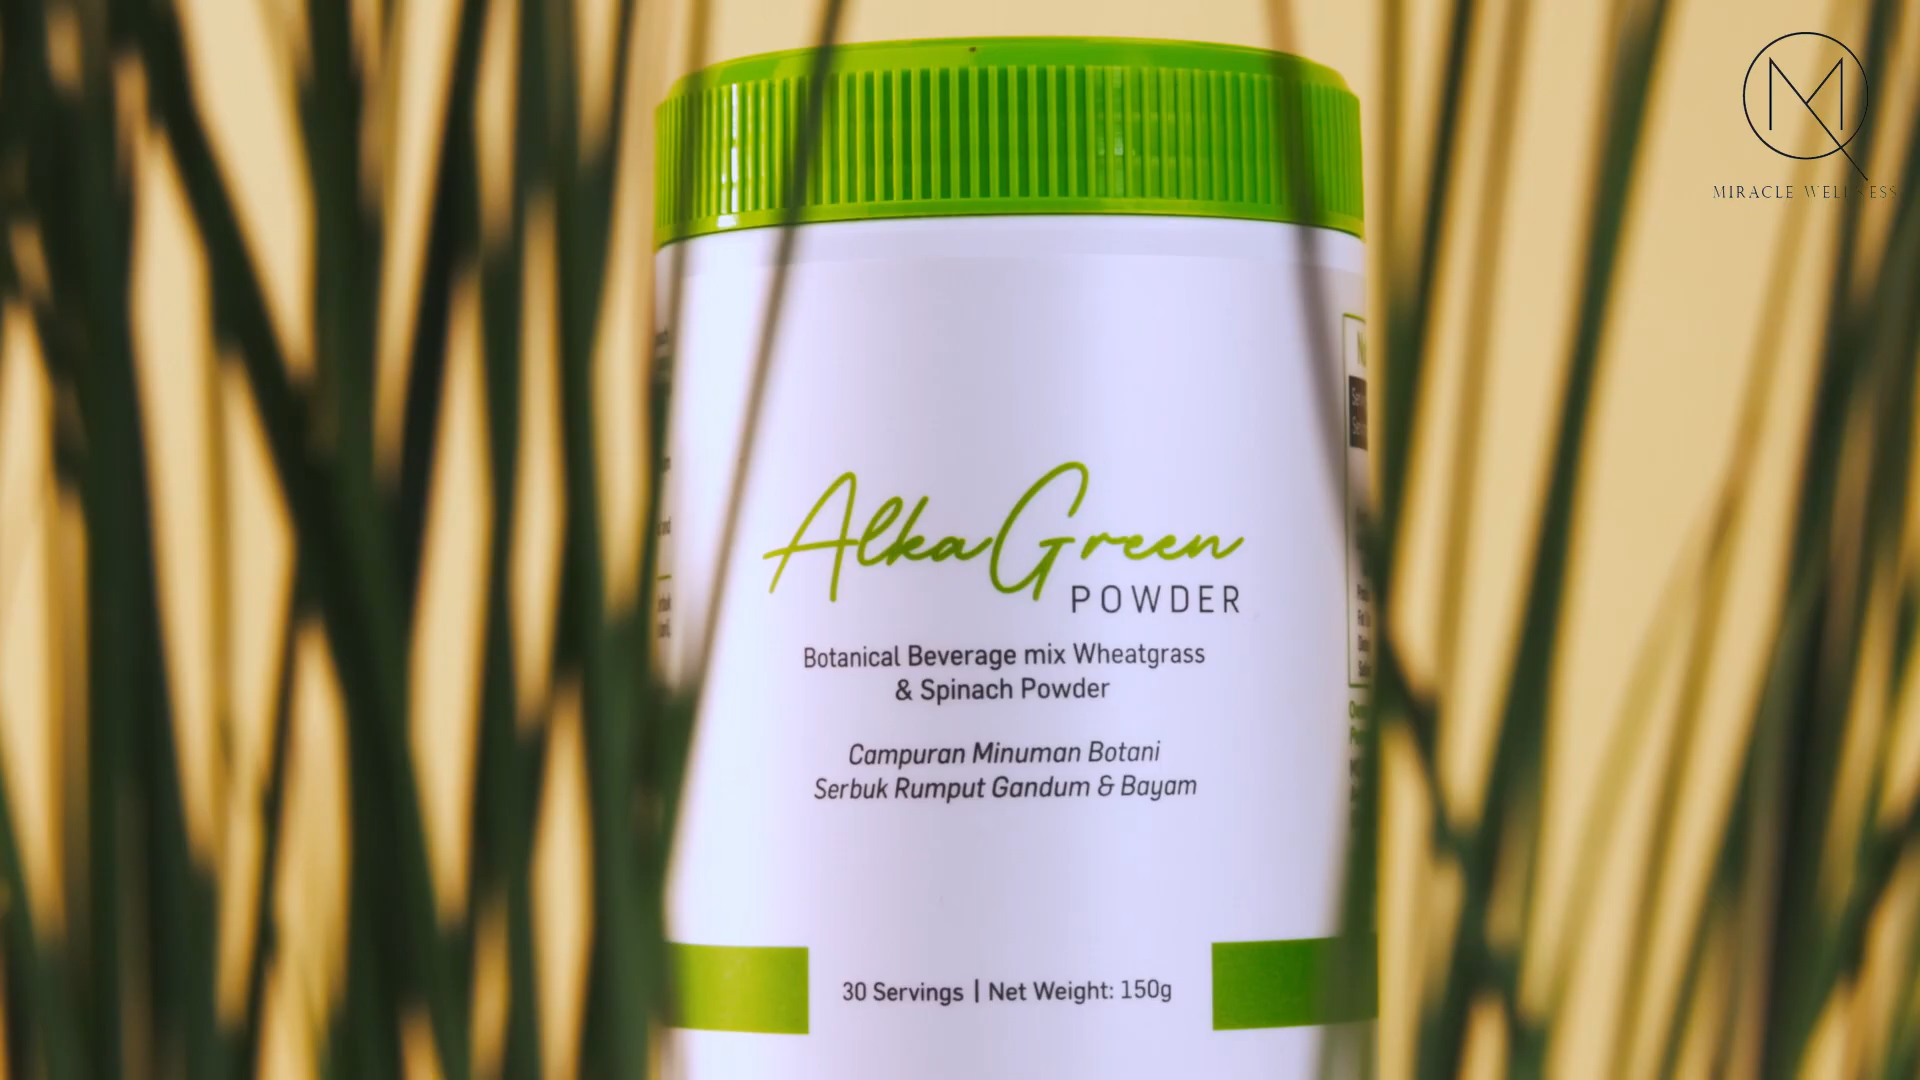 MIRACLE WELLNESS
AlkaGreen
POWDER
Botanical Beverage mix Wheatgrass
& Spinach Powder
Campuran Minuman Botani
Serbuk Rumput Gandum & Bayam
30 Servings | Net Weight: 150g